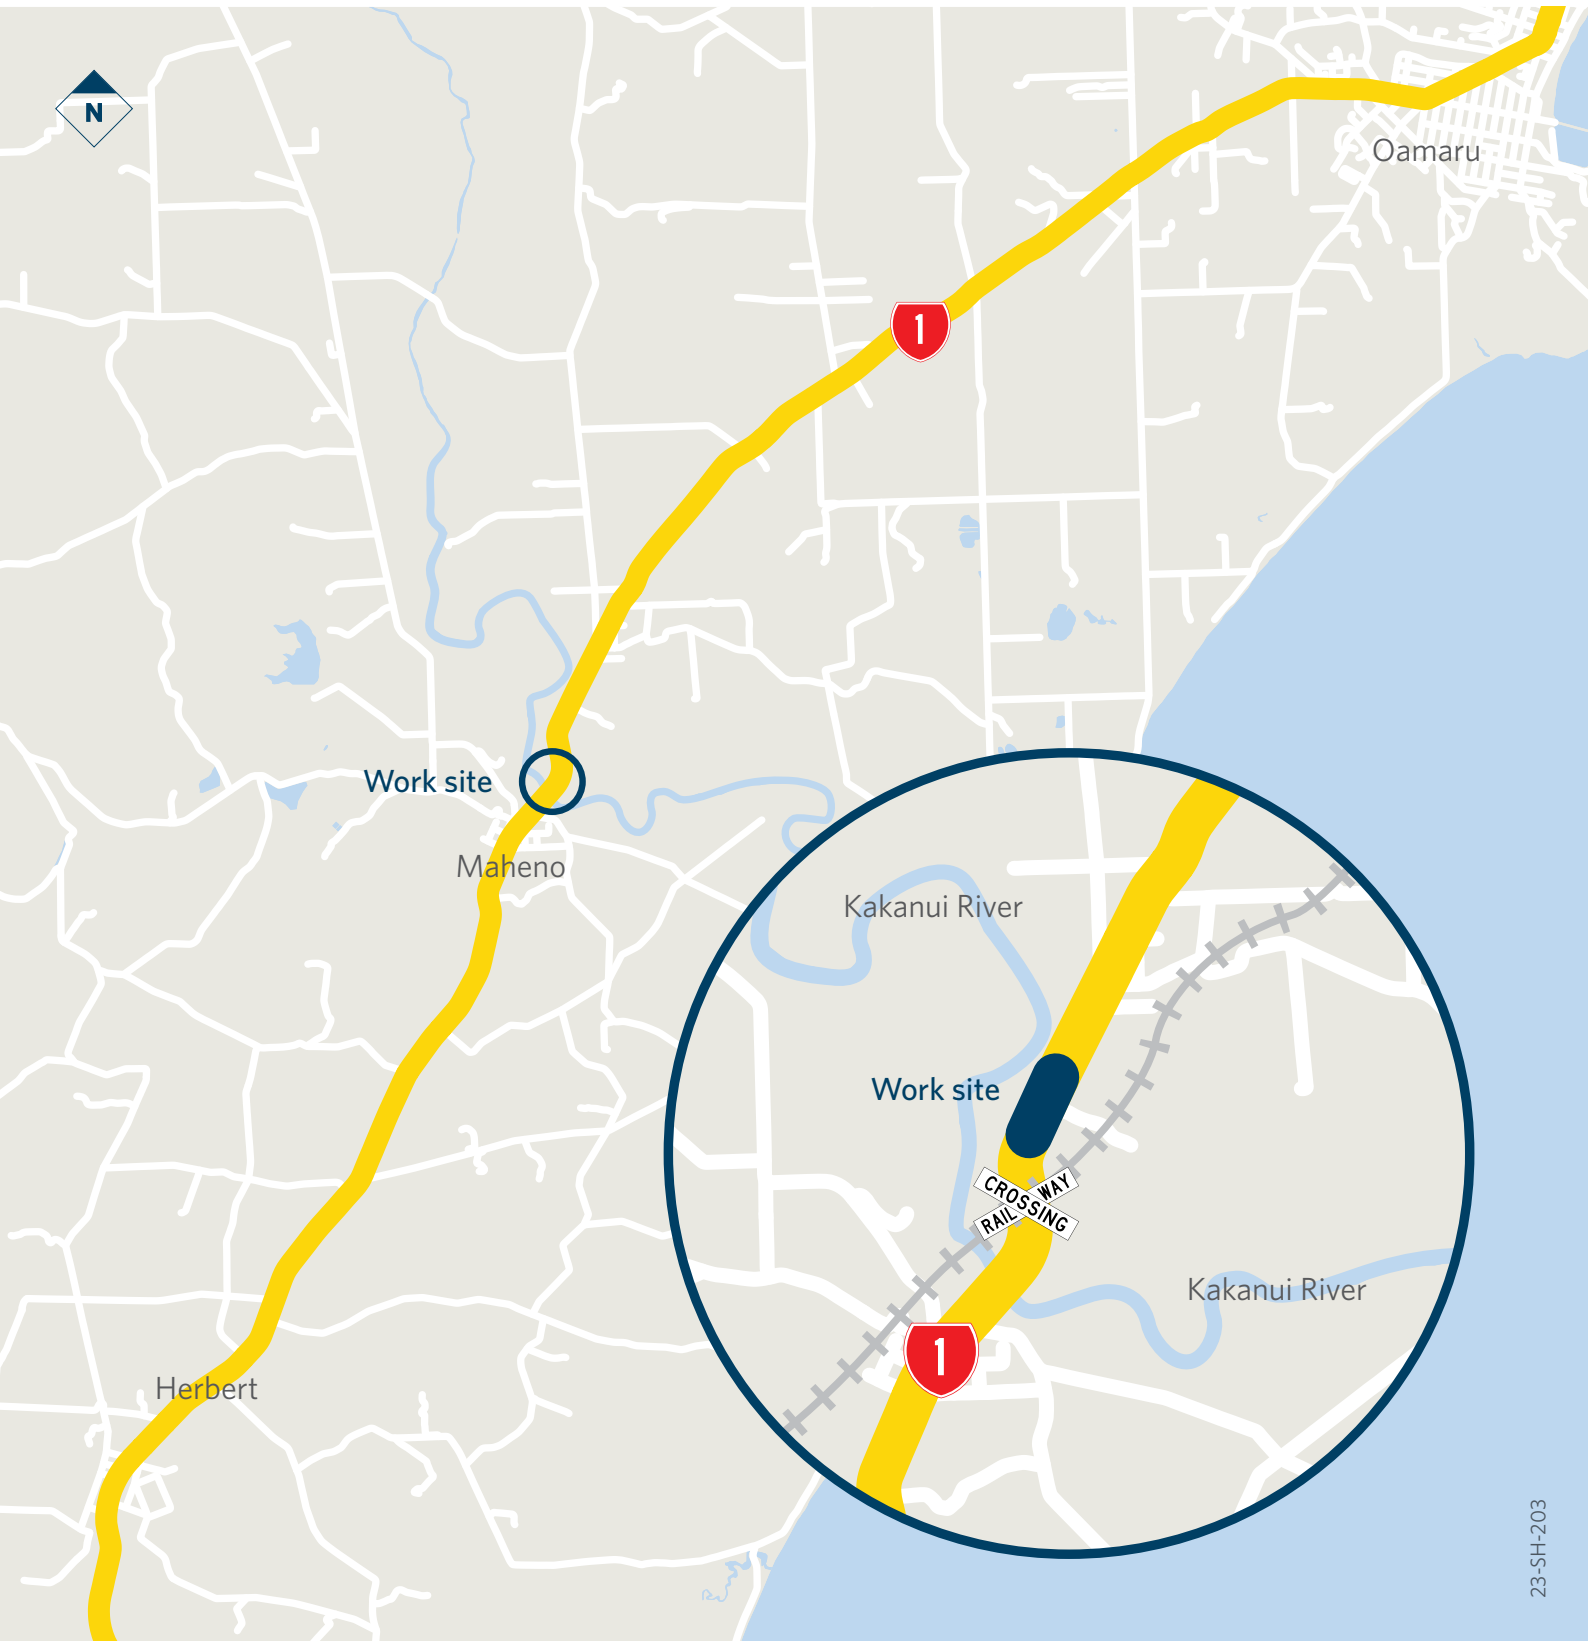 N
Oamaru
1
Work site
Maheno
Kakanui River
Work site
RAILWAY
CROSSING
Kakanui River
1
Herbert
23-SH-203